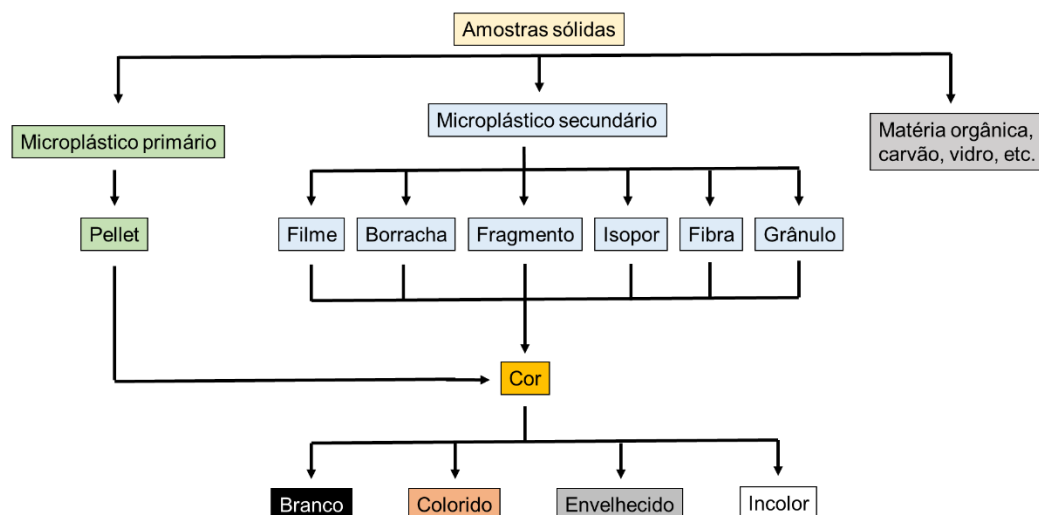 Amostras sólidas
Microplástico primário
Microplástico secundário
Matéria orgânica,
carvão, vidro, etc.
Pellet
Filme
Borracha
Fragmento
Isopor
Fibra
Grânulo
Cor
Branco
Colorido
Envelhecido
Incolor